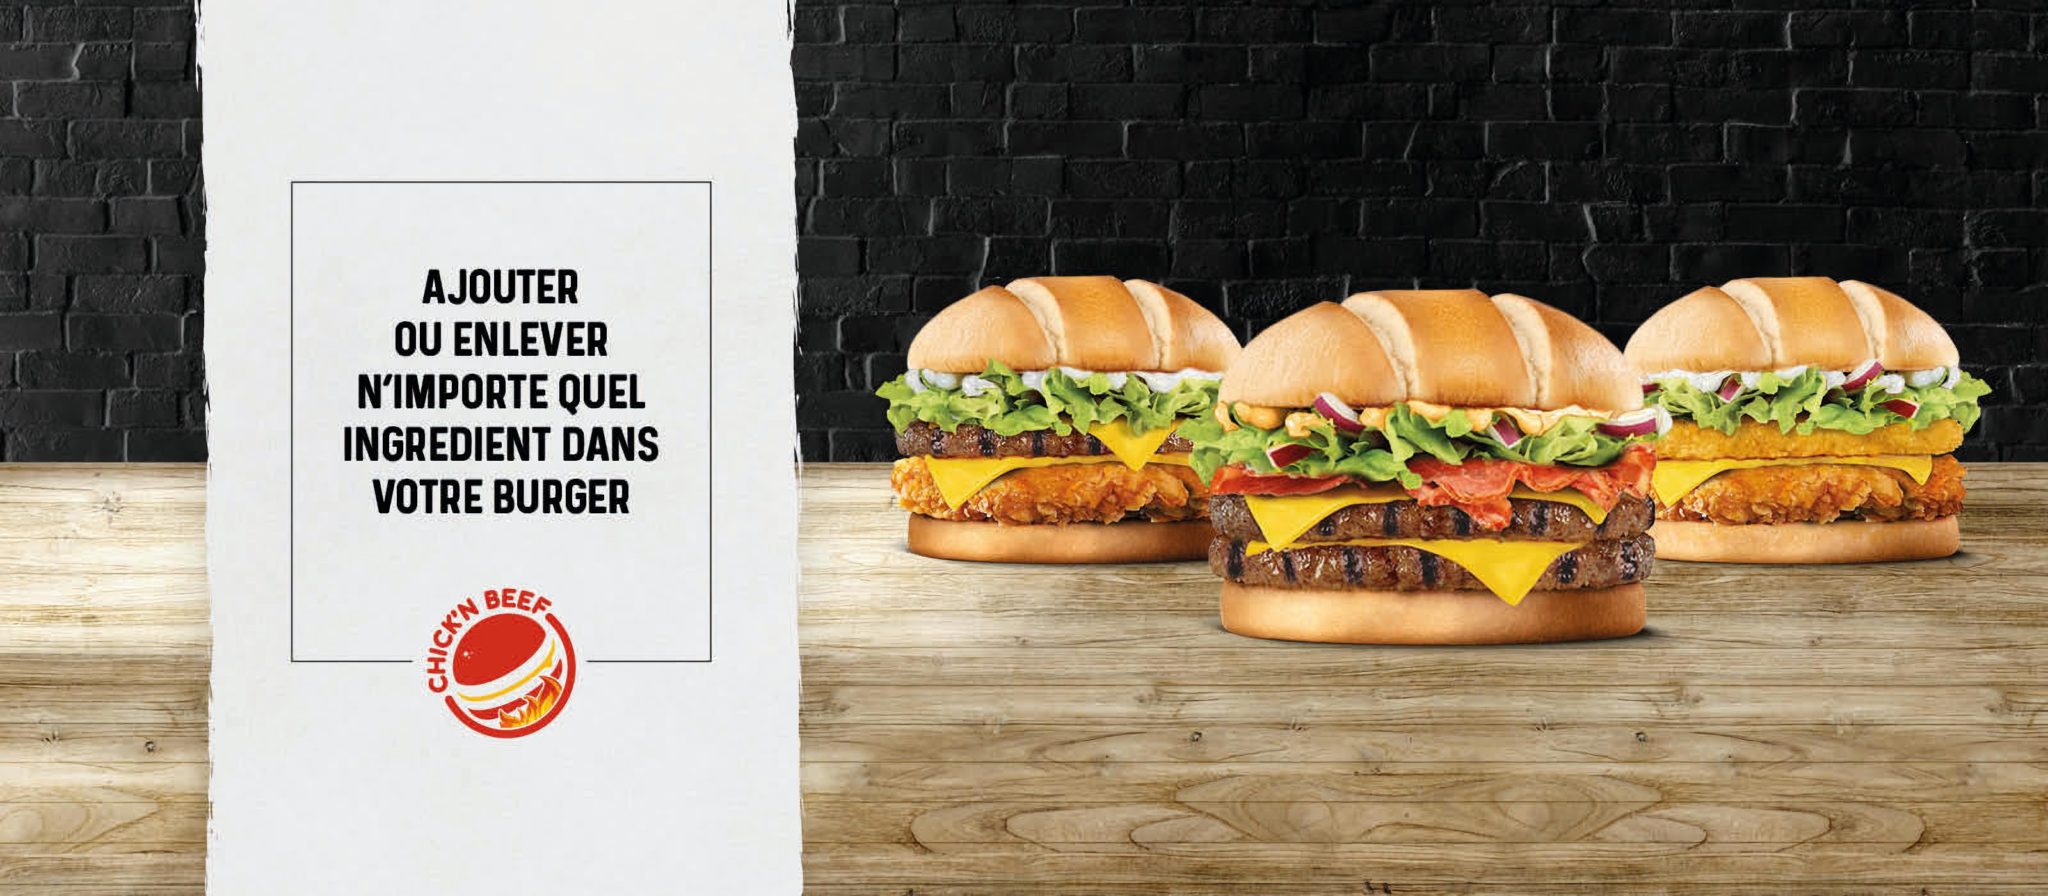 AJOUTER
OU ENLEVER
N'IMPORTE QUEL
INGREDIENT DANS
VOTRE BURGER
CHICK'N BEEF